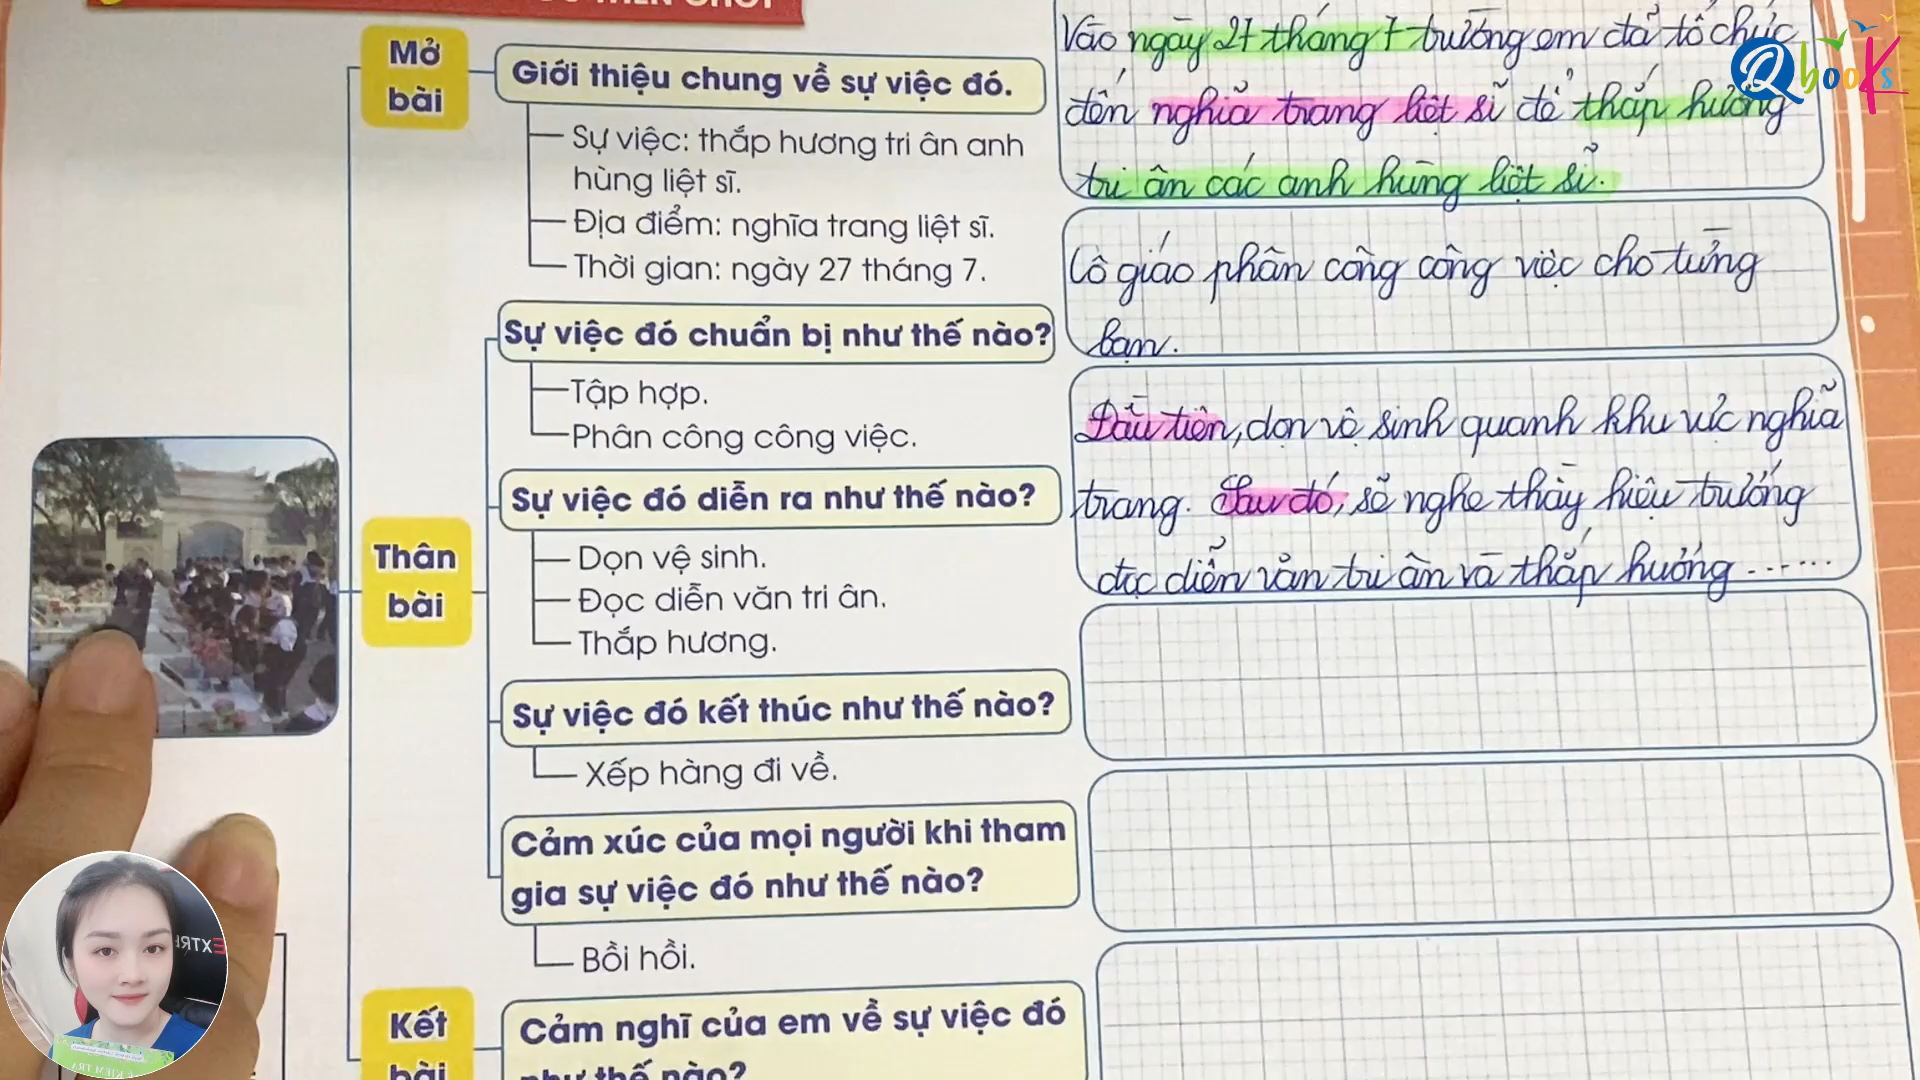 Mở
bài
Giới thiệu chung về sự việc đó.
Sự việc: thắp hương tri ân anh
hùng liệt sĩ.
Địa điểm: nghĩa trang liệt sĩ.
Thời gian: ngày 27 tháng 7.
Vào ngày 27 tháng 7 trường em đã tổ chức
đến nghĩa trang liệt sĩ để thắp hương
tri ân các anh hùng liệt sĩ.
Qbooks
Thân
bài
Sự việc đó chuẩn bị như thế nào?
Tập hợp.
Phân công công việc.
Cô giáo phân công công việc cho từng
bạn.
Sự việc đó diễn ra như thế nào?
Dọn vệ sinh.
Đọc diễn văn tri ân.
Thắp hương.
Đầu tiên, dọn vệ sinh quanh khu vực nghĩa
trang. Sau đó, sẽ nghe thầy hiệu trưởng
đọc diễn văn tri ân và thắp hương ......
Sự việc đó kết thúc như thế nào?
Xếp hàng đi về.
Cảm xúc của mọi người khi tham
gia sự việc đó như thế nào?
Bồi hồi.
Kết
bài
Cảm nghĩ của em về sự việc đó
như thế nào?